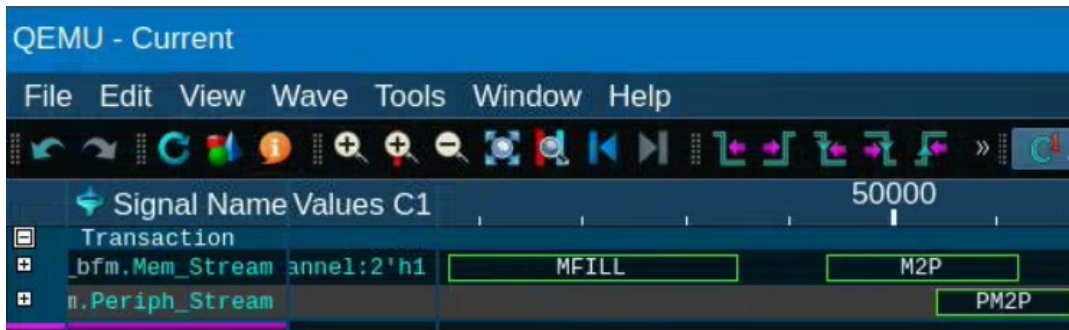 QEMU - Current
File Edit View Wave Tools Window Help
» C1
Signal Name Values C1 50000
Transaction
_bfm.Mem_Stream annel:2'h1 MFILL M2P
m.Periph_Stream PM2P